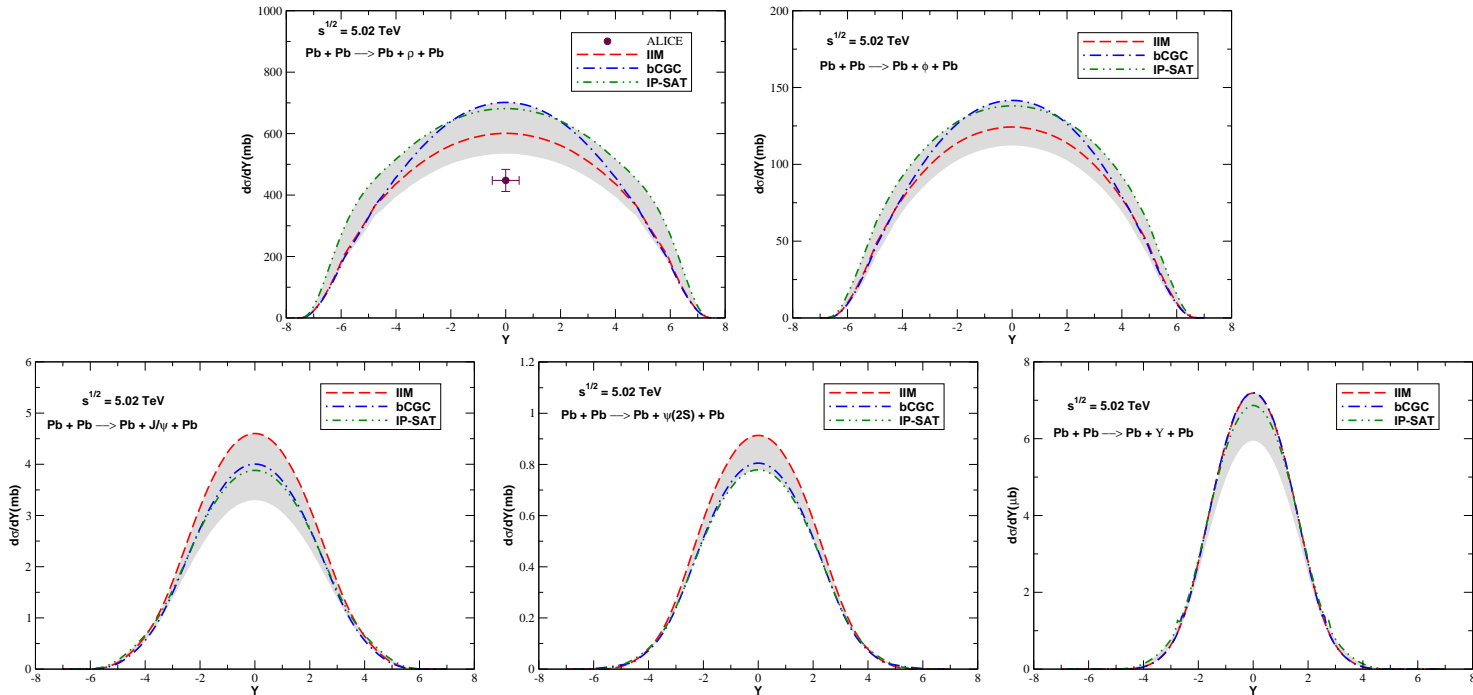 s^{1/2} = 5.02 TeV
Pb + Pb —> Pb + ρ + Pb
ALICE
IIM
bCGC
IP-SAT
dσ/dY(mb)
1000
800
600
400
200
0
-8 -6 -4 -2 0 2 4 6 8
Y
s^{1/2} = 5.02 TeV
Pb + Pb —> Pb + ϕ + Pb
IIM
bCGC
IP-SAT
dσ/dY(mb)
200
150
100
50
0
-8 -6 -4 -2 0 2 4 6 8
Y
s^{1/2} = 5.02 TeV
Pb + Pb —> Pb + J/ψ + Pb
IIM
bCGC
IP-SAT
dσ/dY(mb)
6
5
4
3
2
1
0
-8 -6 -4 -2 0 2 4 6 8
Y
s^{1/2} = 5.02 TeV
Pb + Pb —> Pb + ψ(2S) + Pb
IIM
bCGC
IP-SAT
dσ/dY(mb)
1.2
1
0.8
0.6
0.4
0.2
0
-8 -6 -4 -2 0 2 4 6 8
Y
s^{1/2} = 5.02 TeV
Pb + Pb —> Pb + Υ + Pb
IIM
bCGC
IP-SAT
dσ/dY(μb)
8
6
4
2
0
-8 -6 -4 -2 0 2 4 6 8
Y